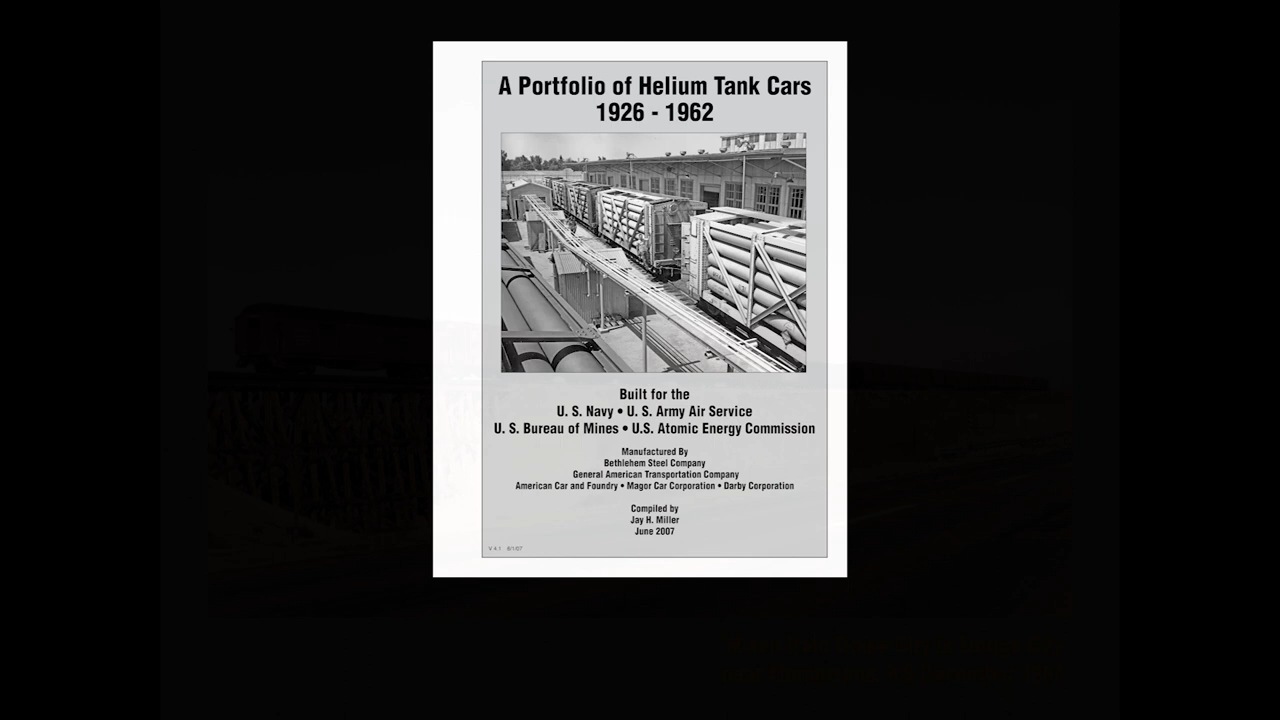 A Portfolio of Helium Tank Cars
1926 - 1962
Built for the
U. S. Navy • U. S. Army Air Service
U. S. Bureau of Mines • U.S. Atomic Energy Commission
Manufactured By
Bethlehem Steel Company
General American Transportation Company
American Car and Foundry • Magor Car Corporation • Darby Corporation
Compiled by
Jay H. Miller
June 2007